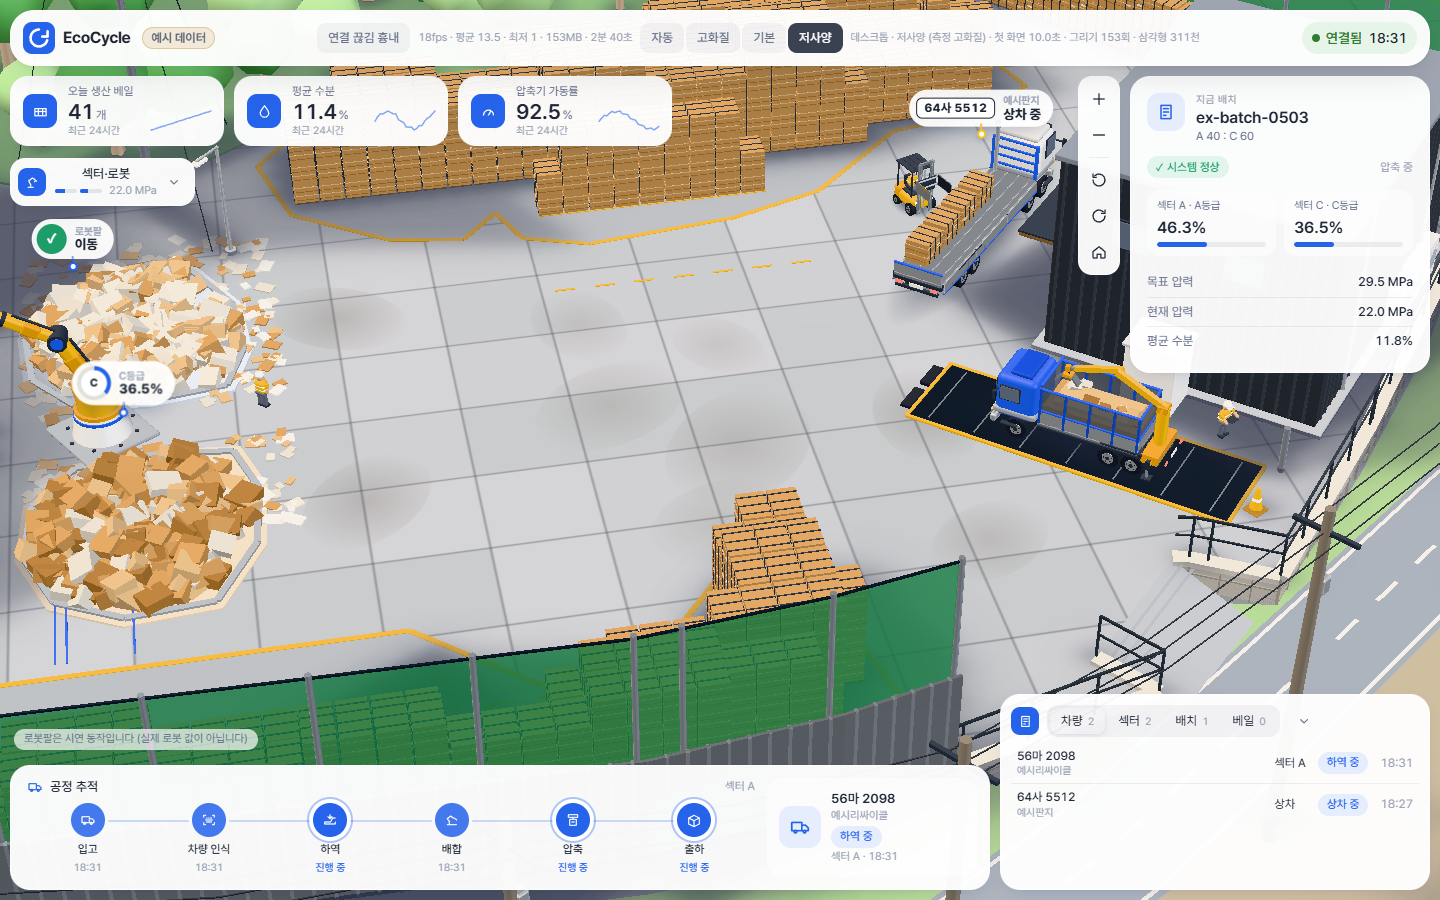 EcoCycle
예시 데이터
연결 끊김 흉내
18fps · 평균 13.5 · 최저 1 · 153MB · 2분 40초
자동
고화질
기본
저사양
데스크톱 · 저사양 (측정 고화질) · 첫 화면 10.0초 · 그리기 153회 · 삼각형 311천
연결됨 18:31
오늘 생산 베일
41개
최근 24시간
평균 수분
11.4%
최근 24시간
압축기 가동률
92.5%
최근 24시간
섹터·로봇
22.0 MPa
로봇팔
이동
C
C등급
36.5%
64사 5512
예시판지
상차 중
지금 배치
ex-batch-0503
A 40 : C 60
✓ 시스템 정상
압축 중
섹터 A · A등급
46.3%
섹터 C · C등급
36.5%
목표 압력
29.5 MPa
현재 압력
22.0 MPa
평균 수분
11.8%
로봇팔은 시연 동작입니다 (실제 로봇 값이 아닙니다)
공정 추적
섹터 A
입고
18:31
차량 인식
18:31
하역
진행 중
배합
18:31
압축
진행 중
출하
진행 중
56마 2098
예시리싸이클
하역 중
섹터 A · 18:31
차량 2
섹터 2
배치 1
베일 0
56마 2098
예시리싸이클
섹터 A
하역 중
18:31
64사 5512
예시판지
상차
상차 중
18:27